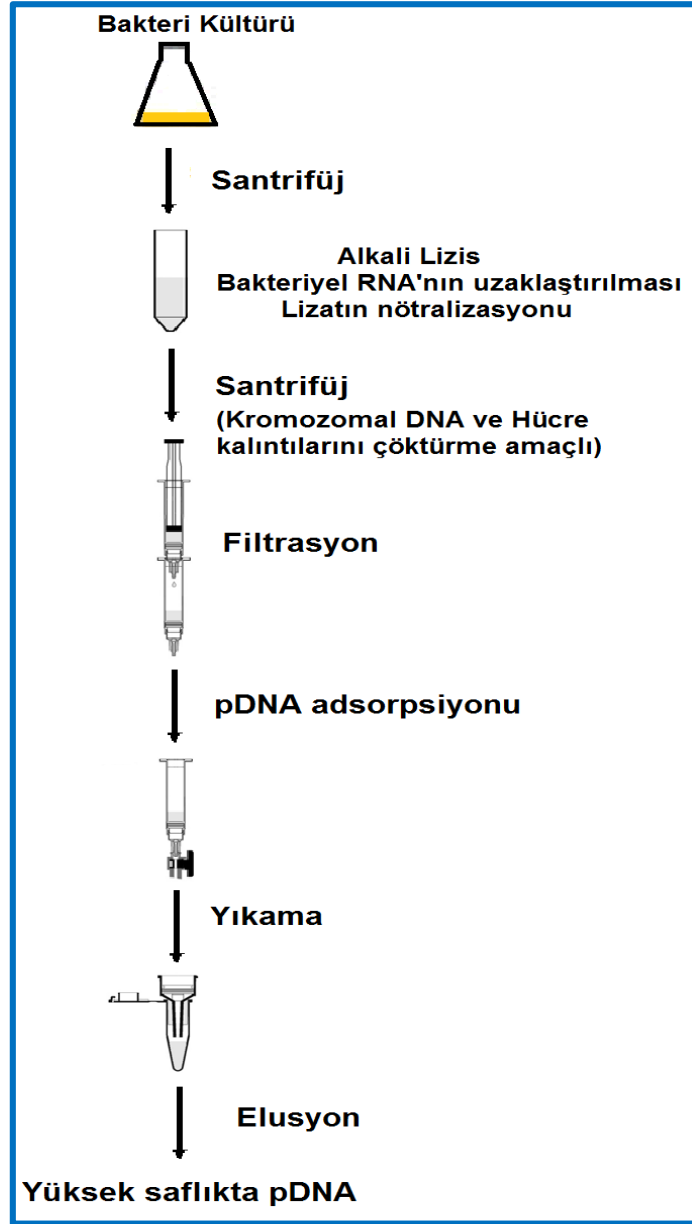 Bakteri Kültürü
Santrifüj
Alkali Lizis
Bakteriyel RNA'nın uzaklaştırılması
Lizatın nötralizasyonu
Santrifüj
(Kromozomal DNA ve Hücre
kalıntılarını çöktürme amaçlı)
Filtrasyon
pDNA adsorpsiyonu
Yıkama
Elusyon
Yüksek saflıkta pDNA